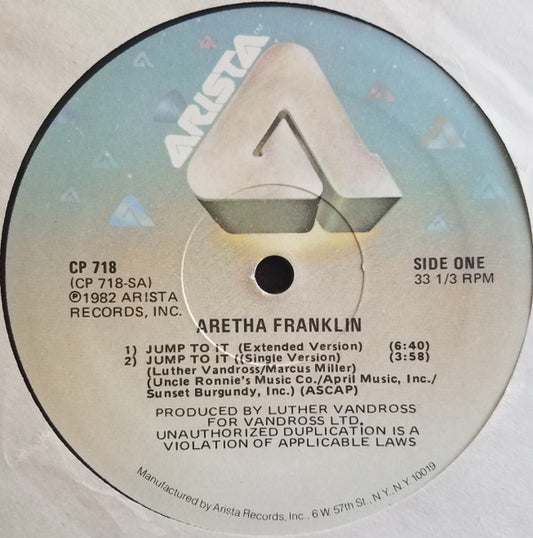 ARISTA™
CP 718
(CP 718-SA)
℗1982 ARISTA
RECORDS, INC.
SIDE ONE
33 1/3 RPM
ARETHA FRANKLIN
1) JUMP TO IT (Extended Version) (6:40)
2) JUMP TO IT ((Single Version) (3:58)
(Luther Vandross/Marcus Miller)
(Uncle Ronnie's Music Co./April Music, Inc./
Sunset Burgundy, Inc.) (ASCAP)
PRODUCED BY LUTHER VANDROSS
FOR VANDROSS LTD.
UNAUTHORIZED DUPLICATION IS A
VIOLATION OF APPLICABLE LAWS
Manufactured by Arista Records, Inc., 6 W 57th St., N.Y., N.Y. 10019